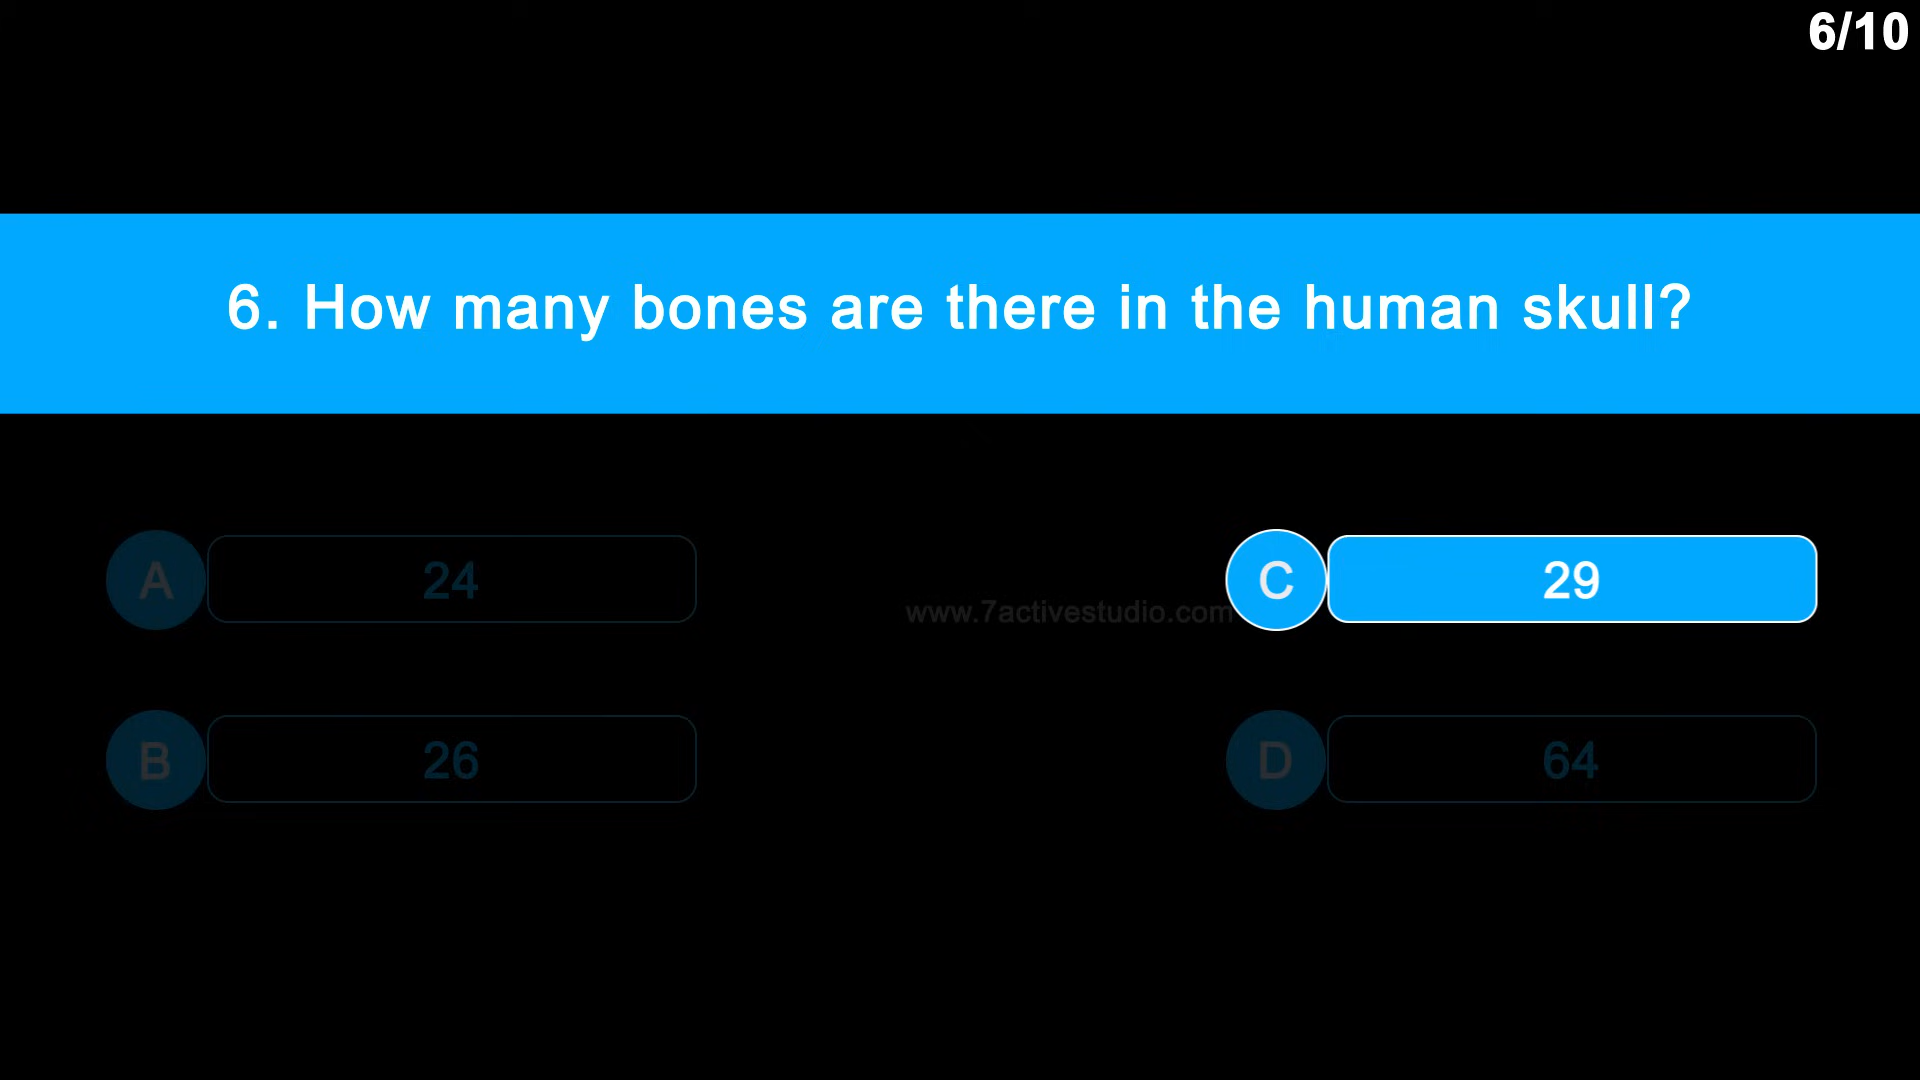 6/10
6. How many bones are there in the human skull?
A 24
C 29
www.7activestudio.com
B 26
D 64